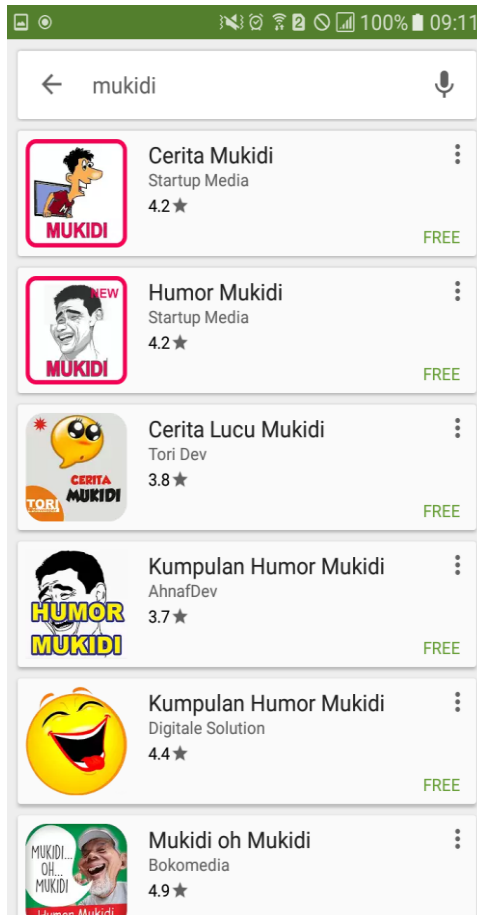 2 100% 09:11
mukidi
MUKIDI
Cerita Mukidi
Startup Media
4.2
FREE
NEW
MUKIDI
Humor Mukidi
Startup Media
4.2
FREE
CERITA
MUKIDI
TORI
Cerita Lucu Mukidi
Tori Dev
3.8
FREE
HUMOR
MUKIDI
Kumpulan Humor Mukidi
AhnafDev
3.7
FREE
Kumpulan Humor Mukidi
Digitale Solution
4.4
FREE
MUKIDI...
OH...
MUKIDI
Humor Mukidi
Mukidi oh Mukidi
Bokomedia
4.9